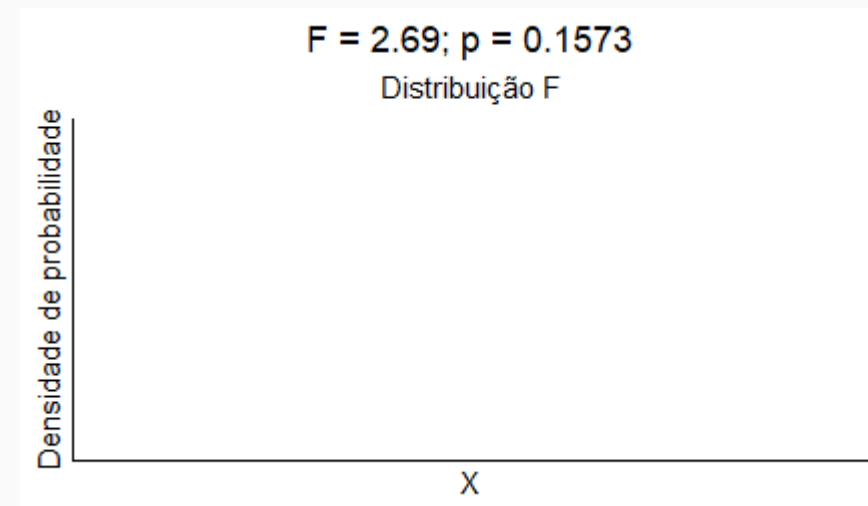 F = 2.69; p = 0.1573
Distribuição F
Densidade de probabilidade
X